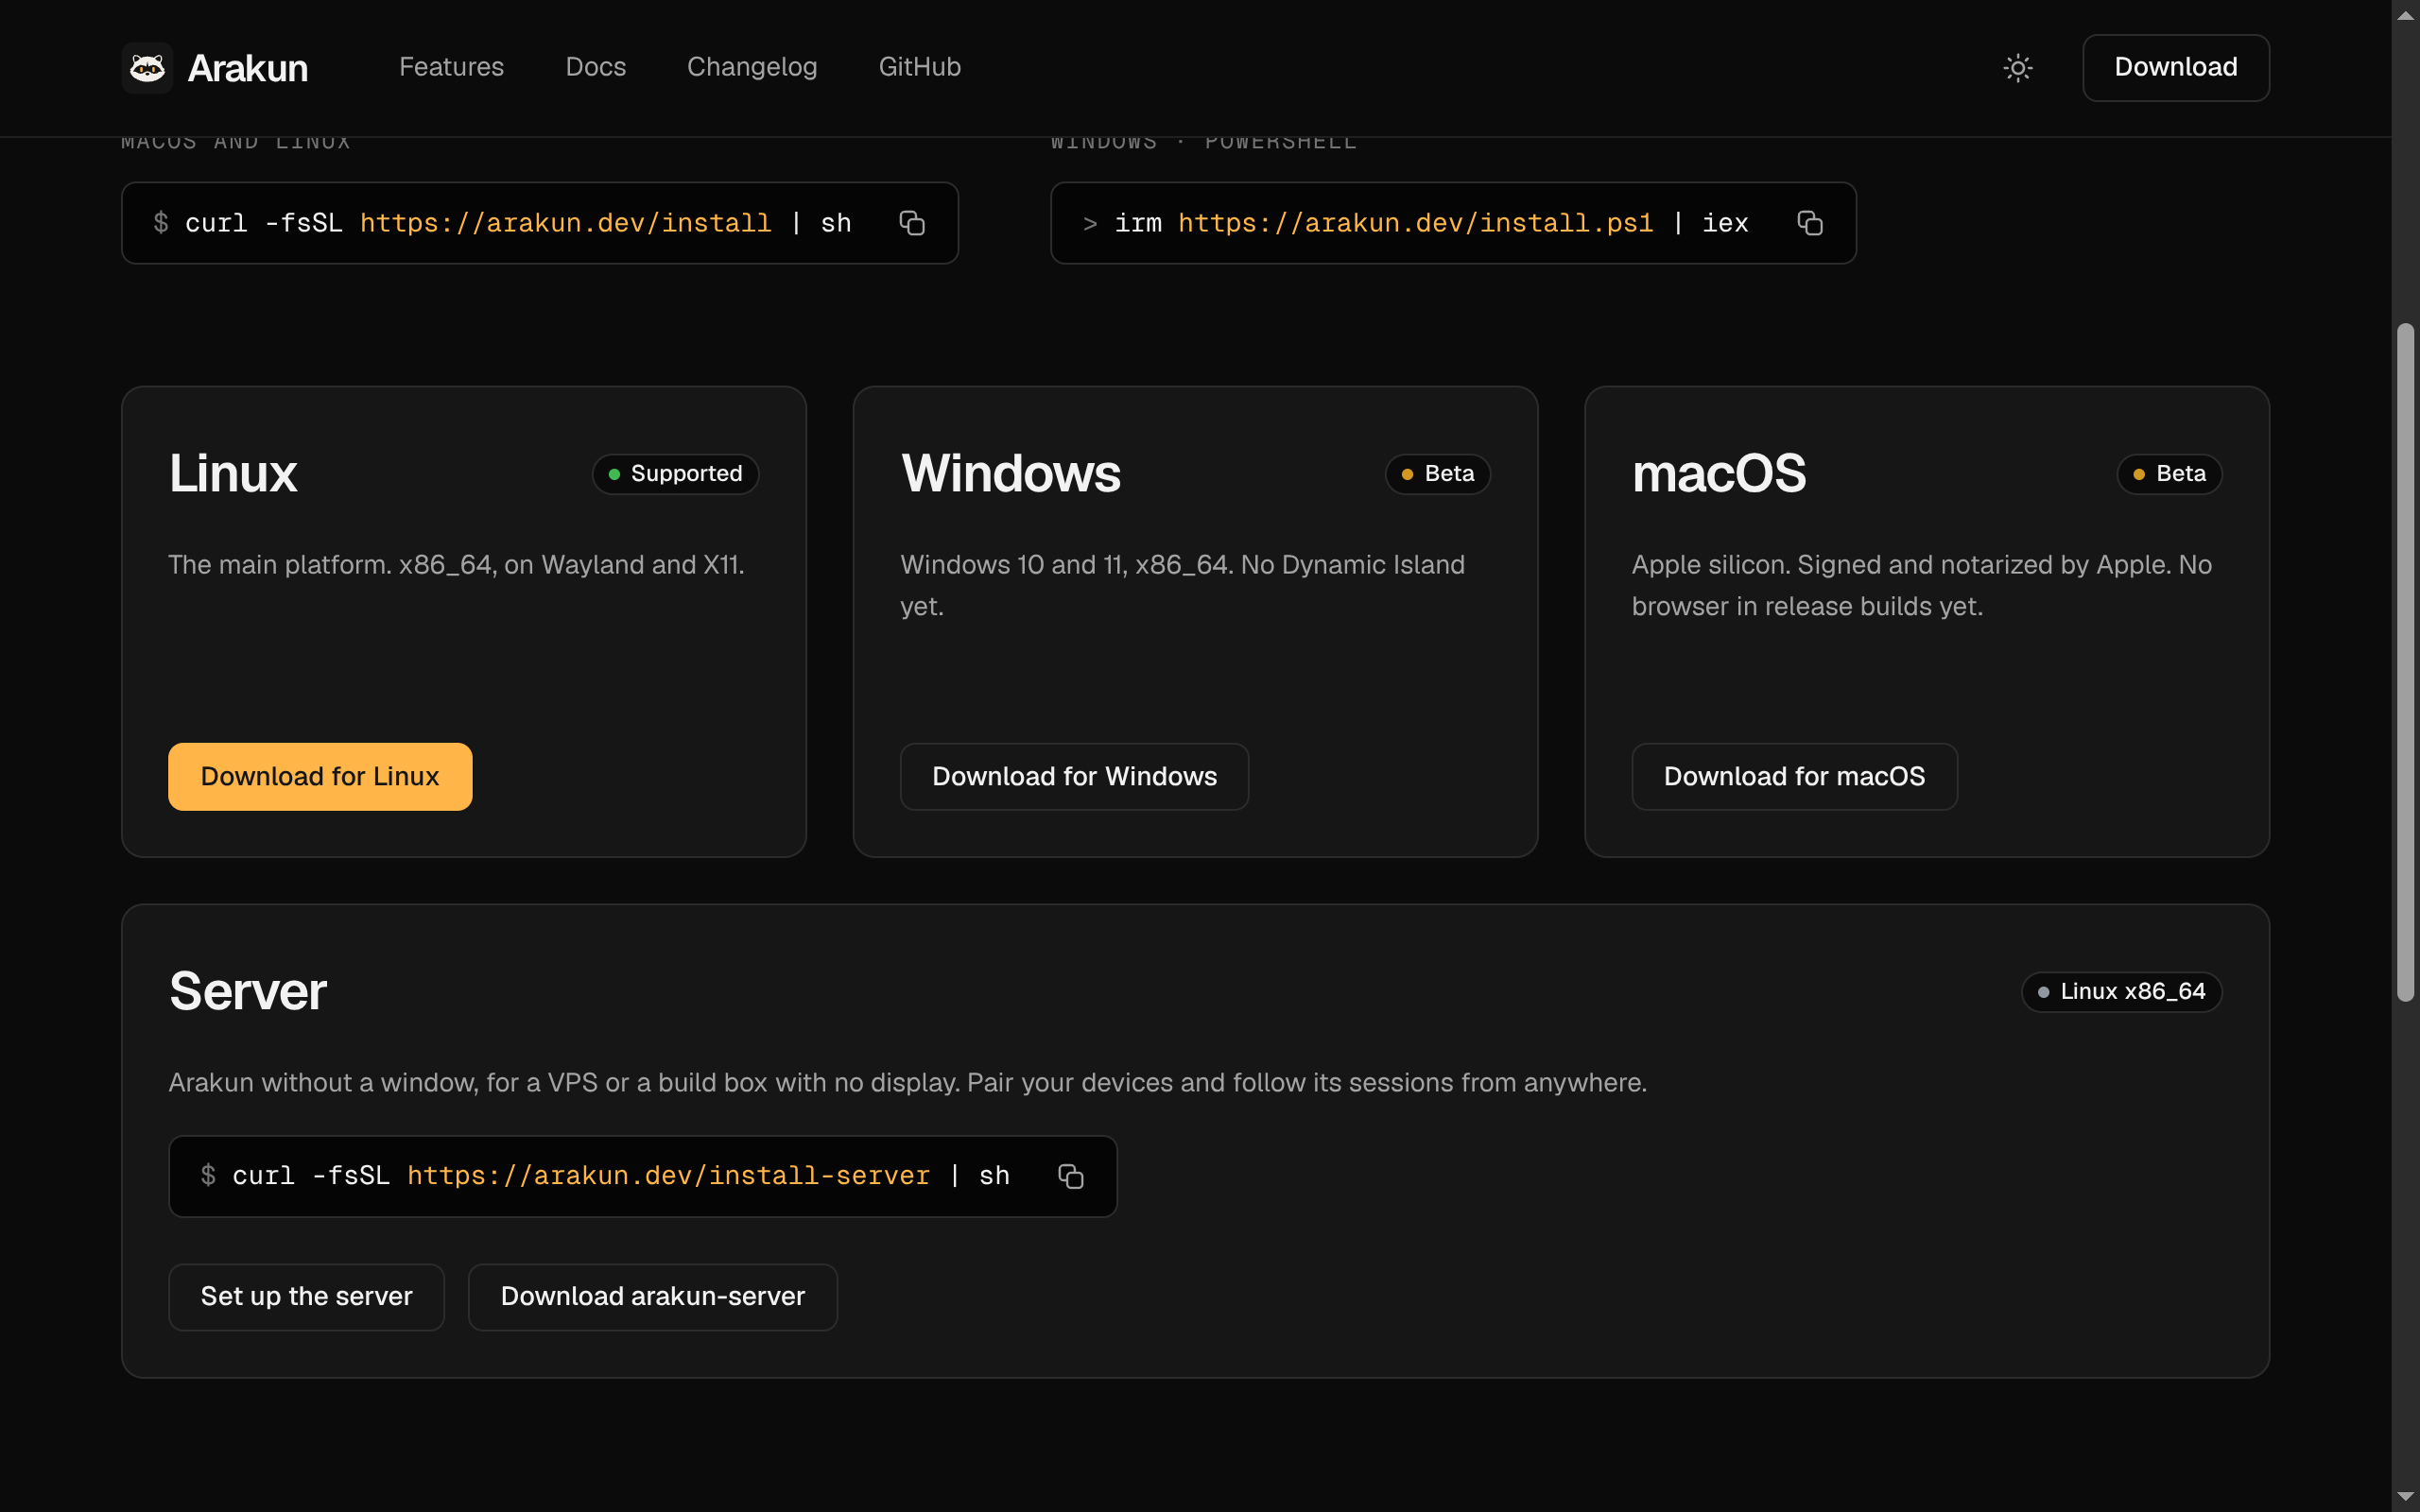 Arakun
Features
Docs
Changelog
GitHub
Download
MACOS AND LINUX
WINDOWS · POWERSHELL
$ curl -fsSL https://arakun.dev/install | sh
> irm https://arakun.dev/install.ps1 | iex
Linux
Supported
The main platform. x86_64, on Wayland and X11.
Download for Linux
Windows
Beta
Windows 10 and 11, x86_64. No Dynamic Island
yet.
Download for Windows
macOS
Beta
Apple silicon. Signed and notarized by Apple. No
browser in release builds yet.
Download for macOS
Server
Linux x86_64
Arakun without a window, for a VPS or a build box with no display. Pair your devices and follow its sessions from anywhere.
$ curl -fsSL https://arakun.dev/install-server | sh
Set up the server
Download arakun-server